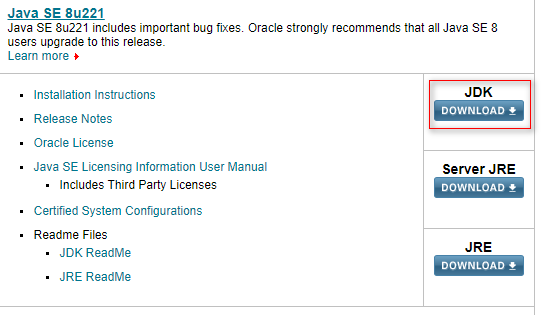 Java SE 8u221
Java SE 8u221 includes important bug fixes. Oracle strongly recommends that all Java SE 8
users upgrade to this release.
Learn more
Installation Instructions
Release Notes
Oracle License
Java SE Licensing Information User Manual
Includes Third Party Licenses
Certified System Configurations
Readme Files
JDK ReadMe
JRE ReadMe
JDK
DOWNLOAD
Server JRE
DOWNLOAD
JRE
DOWNLOAD